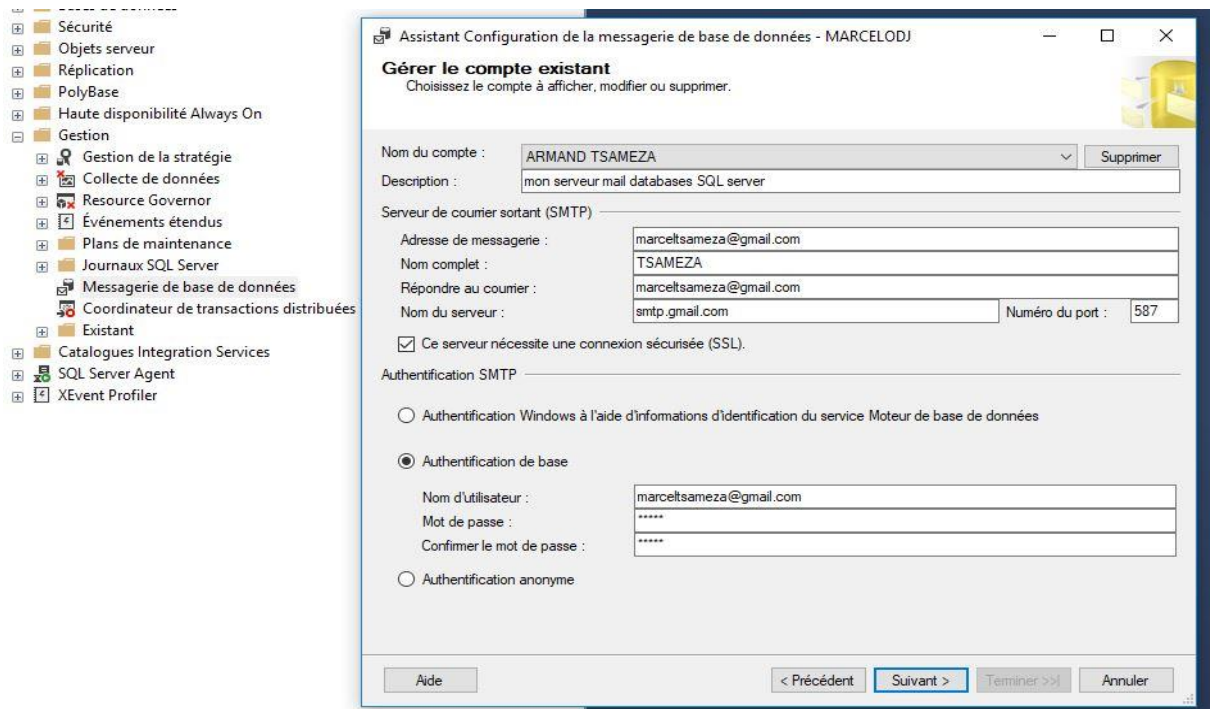 Sécurité
Objets serveur
Réplication
PolyBase
Haute disponibilité Always On
Gestion
Gestion de la stratégie
Collecte de données
Resource Governor
Événements étendus
Plans de maintenance
Journaux SQL Server
Messagerie de base de données
Coordinateur de transactions distribuées
Existant
Catalogues Integration Services
SQL Server Agent
XEvent Profiler
Assistant Configuration de la messagerie de base de données - MARCELODJ
Gérer le compte existant
Choisissez le compte à afficher, modifier ou supprimer.
Nom du compte : ARMAND TSAMEZA Supprimer
Description : mon serveur mail databases SQL server
Serveur de courrier sortant (SMTP)
Adresse de messagerie : marceltsameza@gmail.com
Nom complet : TSAMEZA
Répondre au courrier : marceltsameza@gmail.com
Nom du serveur : smtp.gmail.com Numéro du port : 587
Ce serveur nécessite une connexion sécurisée (SSL).
Authentification SMTP
Authentification Windows à l'aide d'informations d'identification du service Moteur de base de données
Authentification de base
Nom d'utilisateur : marceltsameza@gmail.com
Mot de passe : *****
Confirmer le mot de passe : *****
Authentification anonyme
Aide < Précédent Suivant > Terminer >>| Annuler